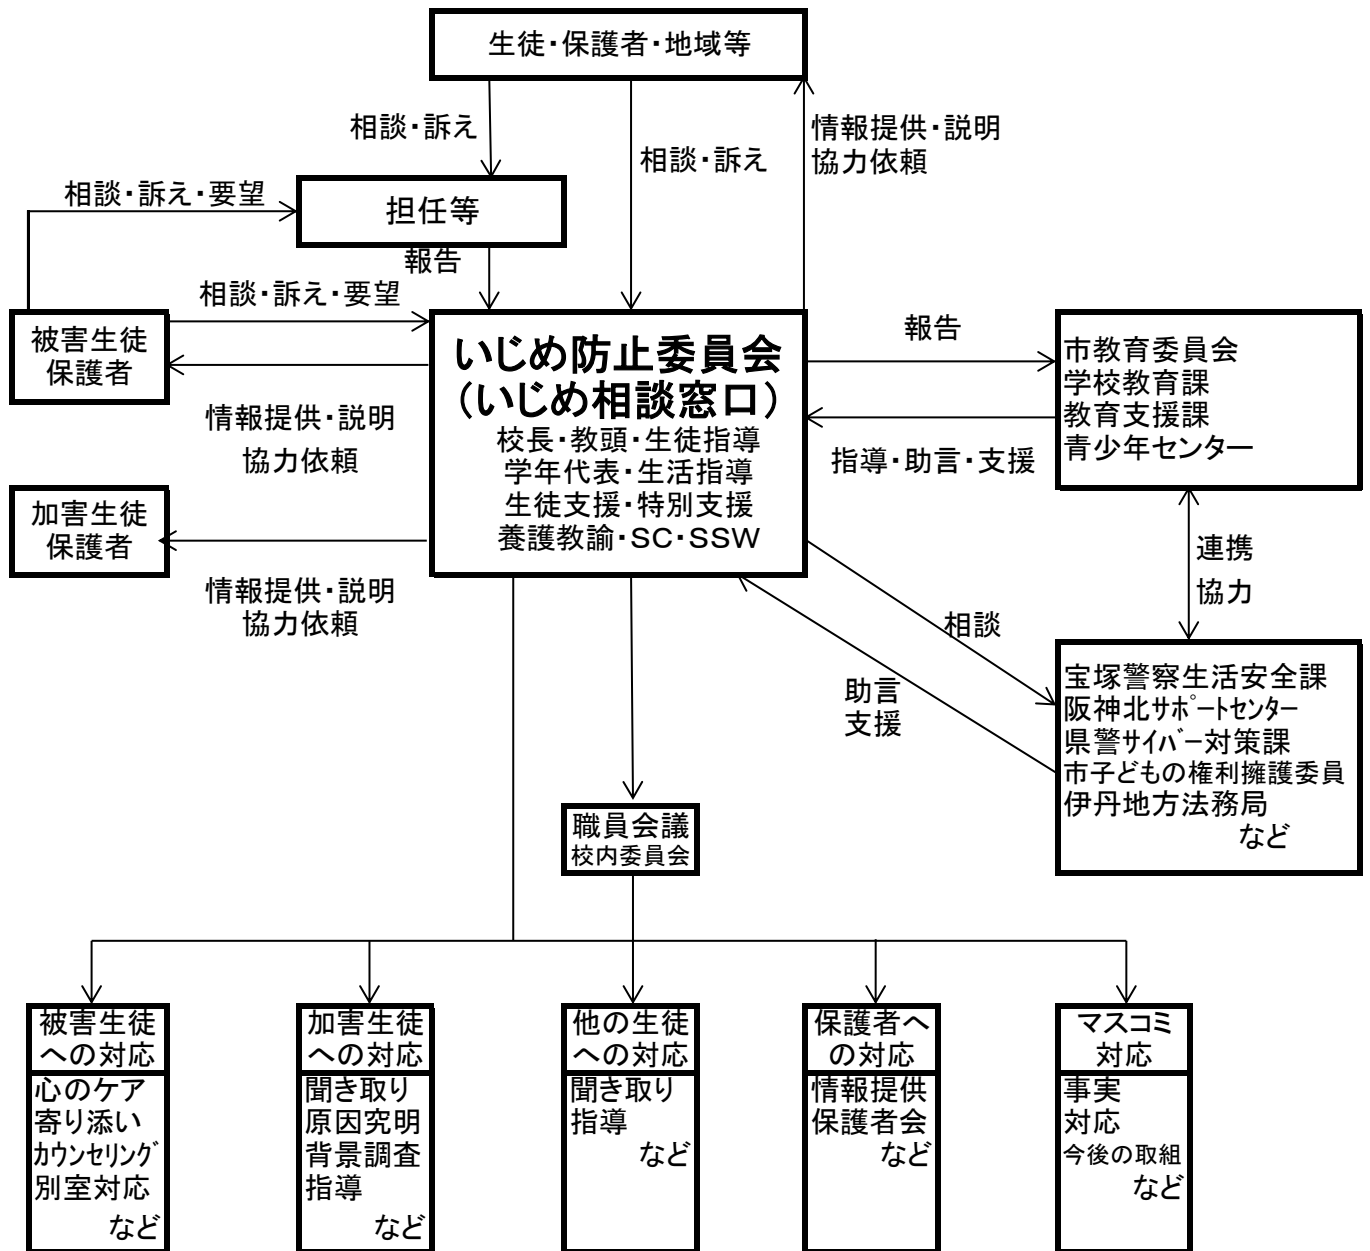 生徒・保護者・地域等
相談・訴え
相談・訴え
情報提供・説明
協力依頼
相談・訴え・要望
担任等
報告
相談・訴え・要望
被害生徒
保護者
情報提供・説明
協力依頼
いじめ防止委員会
（いじめ相談窓口）
校長・教頭・生徒指導
学年代表・生活指導
生徒支援・特別支援
養護教諭・SC・SSW
報告
指導・助言・支援
市教育委員会
学校教育課
教育支援課
青少年センター
加害生徒
保護者
情報提供・説明
協力依頼
連携
協力
相談
助言
支援
宝塚警察生活安全課
阪神北ｻﾎﾟｰﾄｾﾝﾀｰ
県警ｻｲﾊﾞｰ対策課
市子どもの権利擁護委員
伊丹地方法務局
など
職員会議
校内委員会
被害生徒
への対応
心のケア
寄り添い
ｶｳﾝｾﾘﾝｸﾞ
別室対応
など
加害生徒
への対応
聞き取り
原因究明
背景調査
指導
など
他の生徒
への対応
聞き取り
指導
など
保護者へ
の対応
情報提供
保護者会
など
マスコミ
対応
事実
対応
今後の取組
など